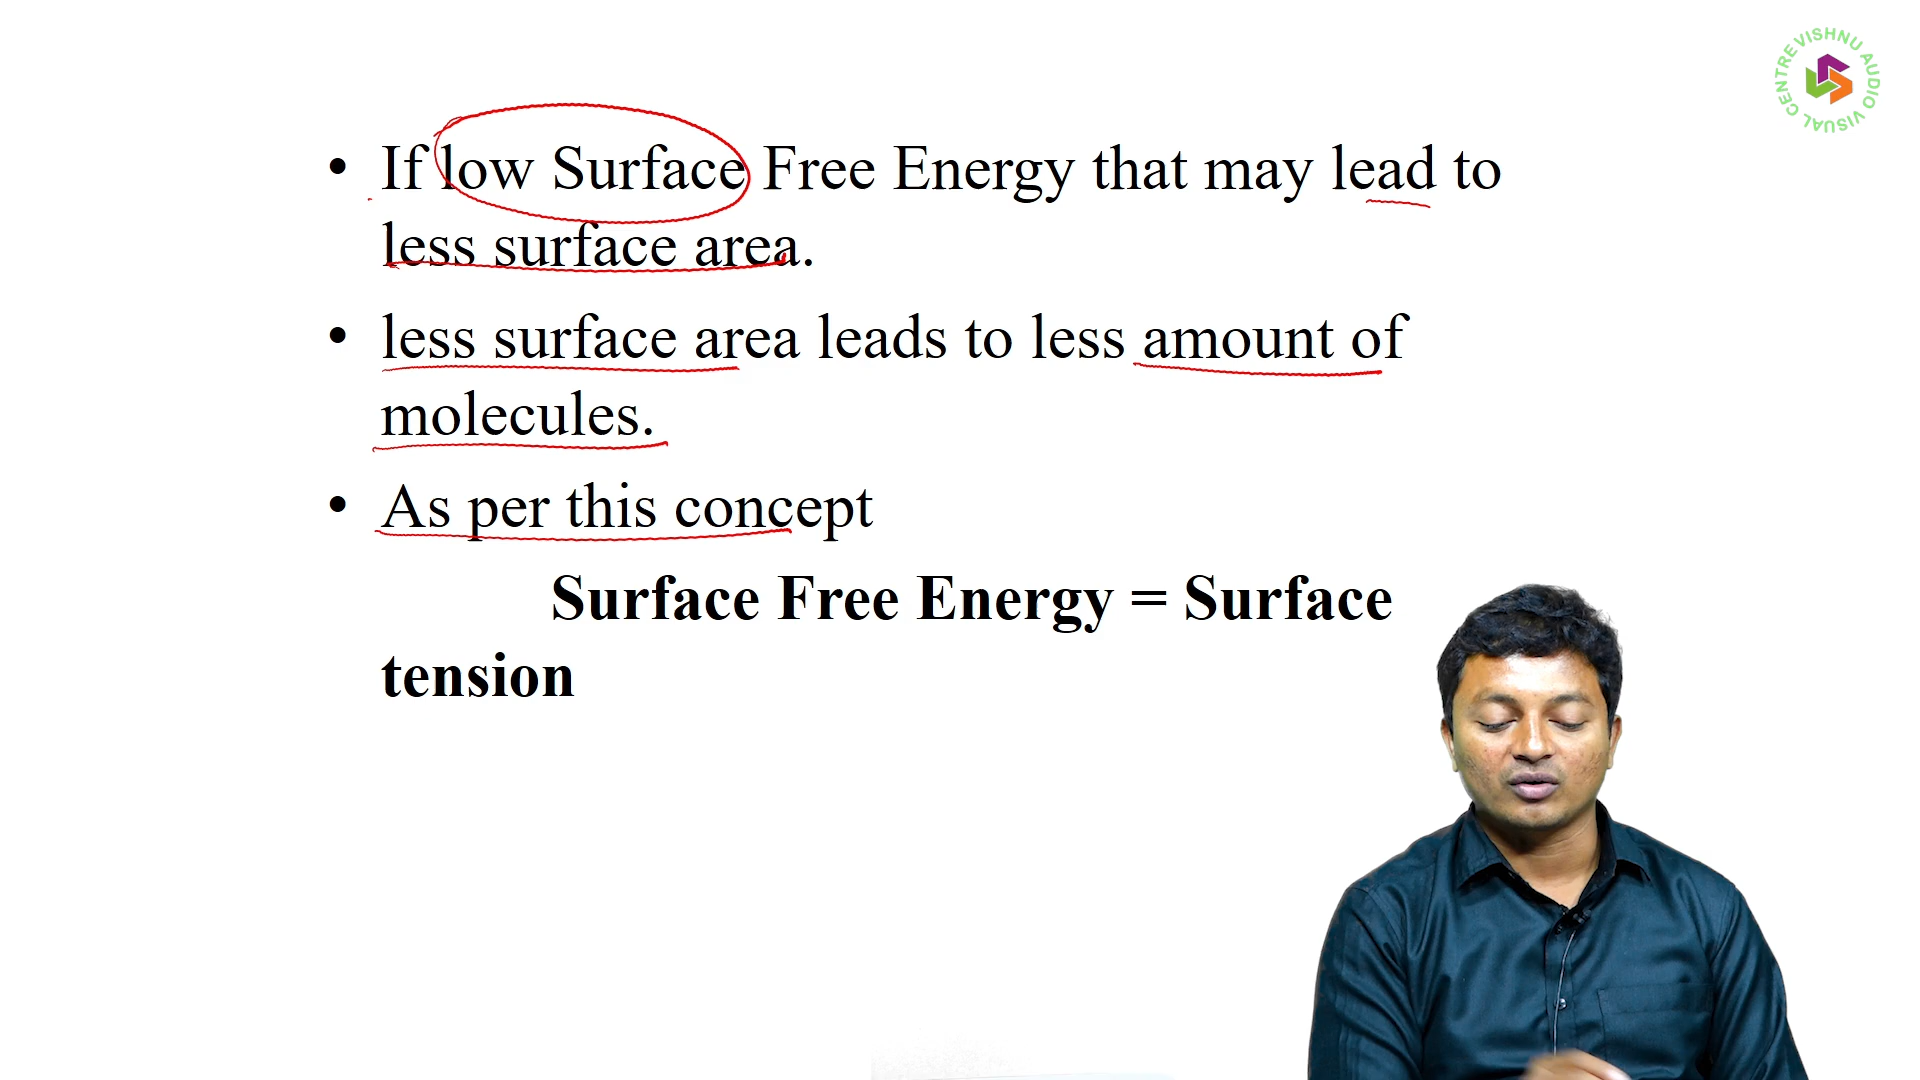 VISHNU AUDIO VISUAL CENTRE
• If low Surface Free Energy that may lead to
less surface area.
• less surface area leads to less amount of
molecules.
• As per this concept
Surface Free Energy = Surface
tension